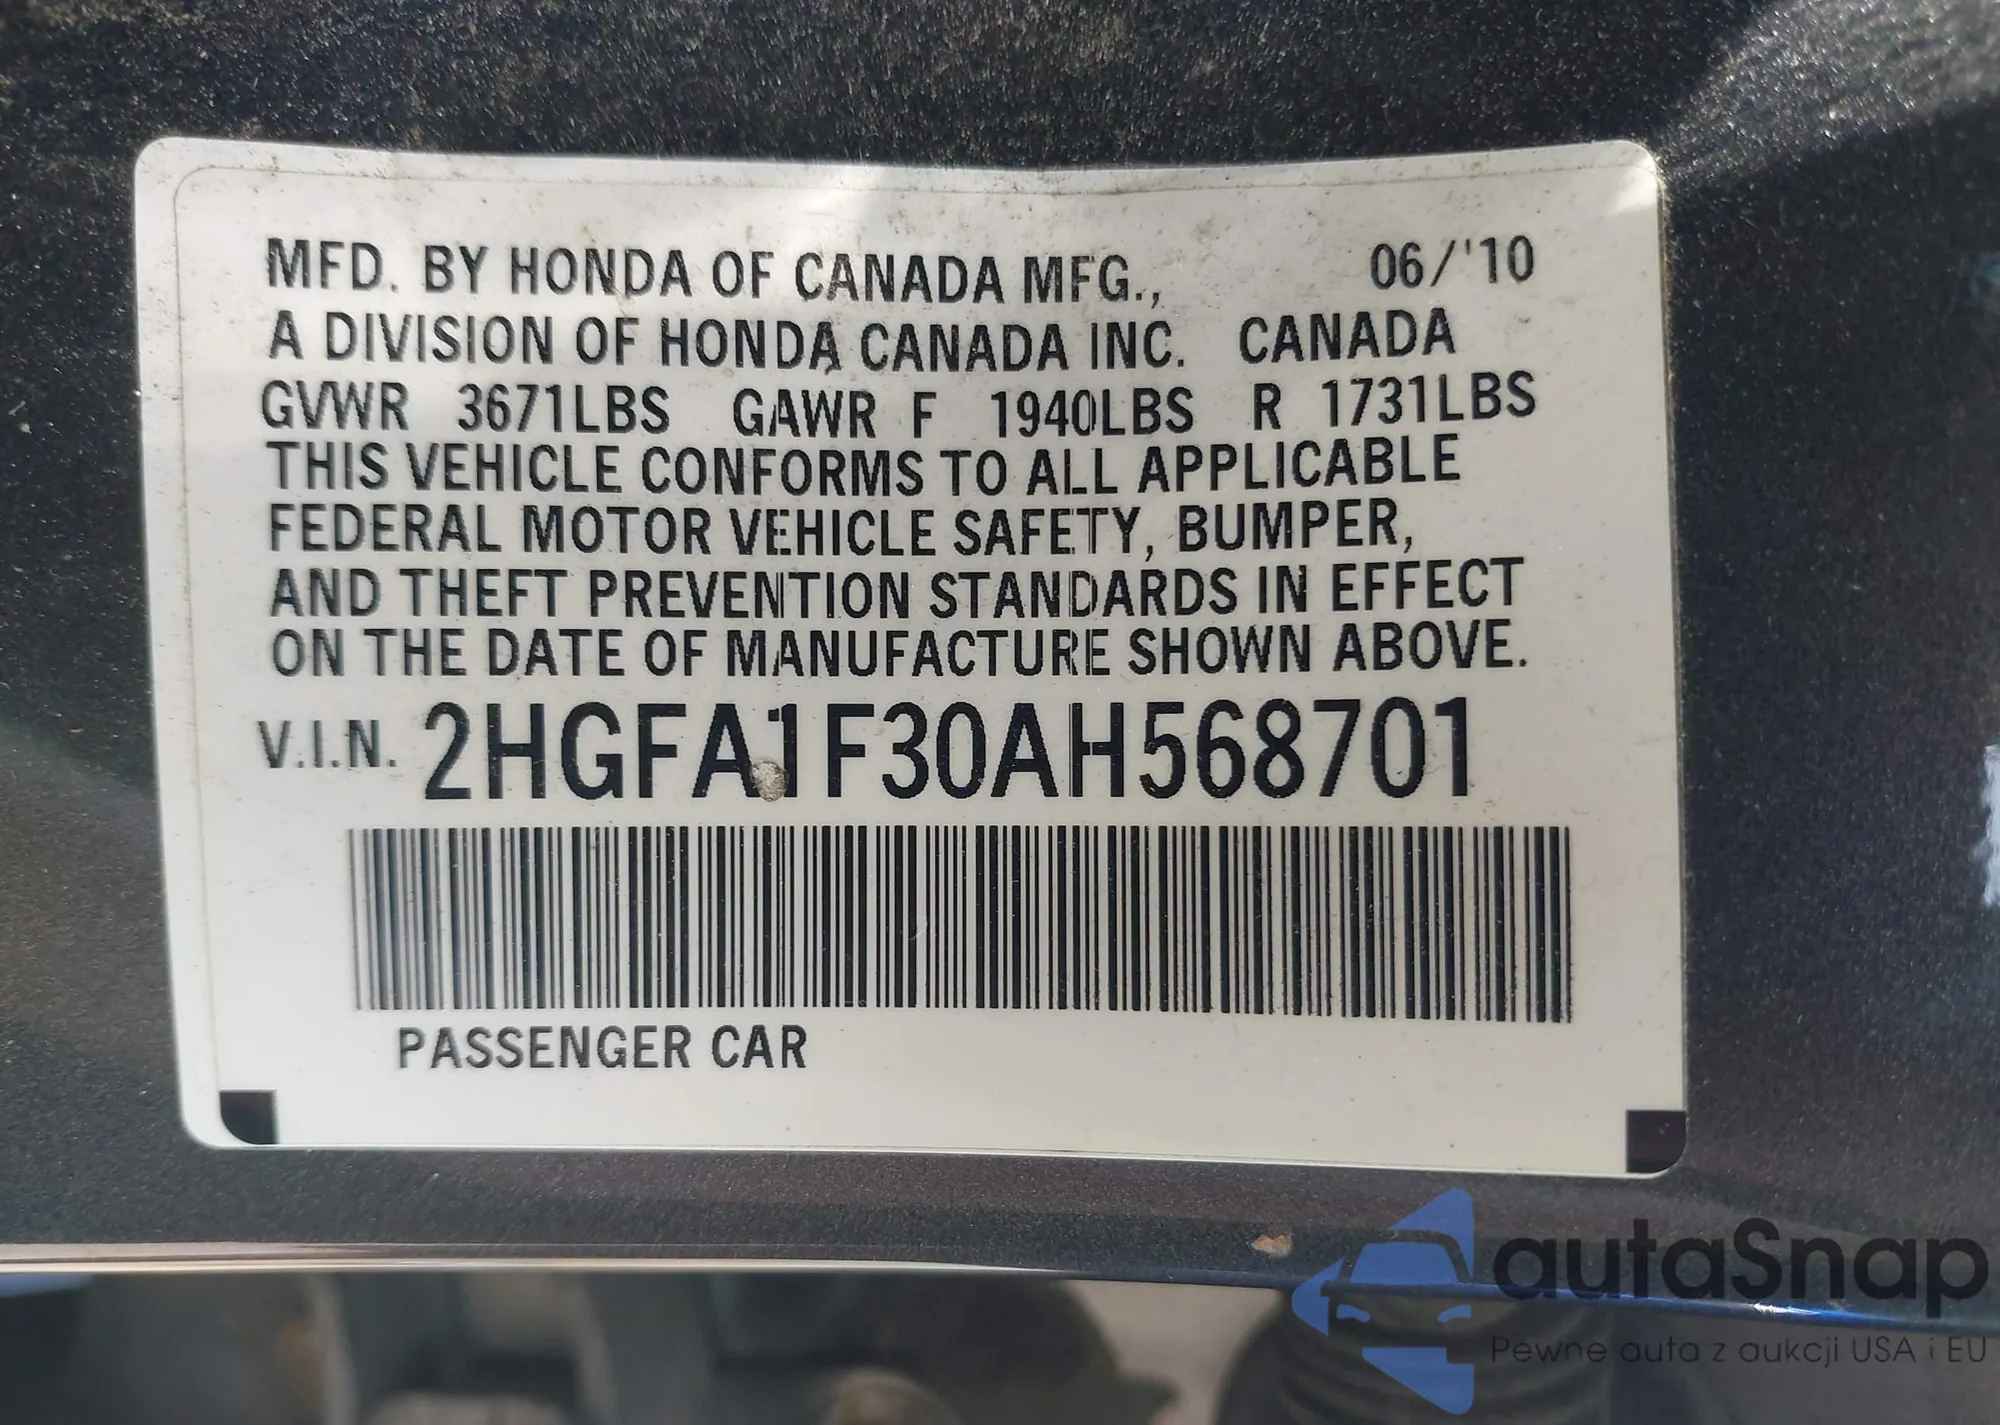 MFD. BY HONDA OF CANADA MFG., 06/'10
A DIVISION OF HONDA CANADA INC. CANADA
GVWR 3671LBS GAWR F 1940LBS R 1731LBS
THIS VEHICLE CONFORMS TO ALL APPLICABLE
FEDERAL MOTOR VEHICLE SAFETY, BUMPER,
AND THEFT PREVENTION STANDARDS IN EFFECT
ON THE DATE OF MANUFACTURE SHOWN ABOVE.
V.I.N. 2HGFA1F30AH568701
PASSENGER CAR
autaSnap
Pewne auta z aukcji USA i EU